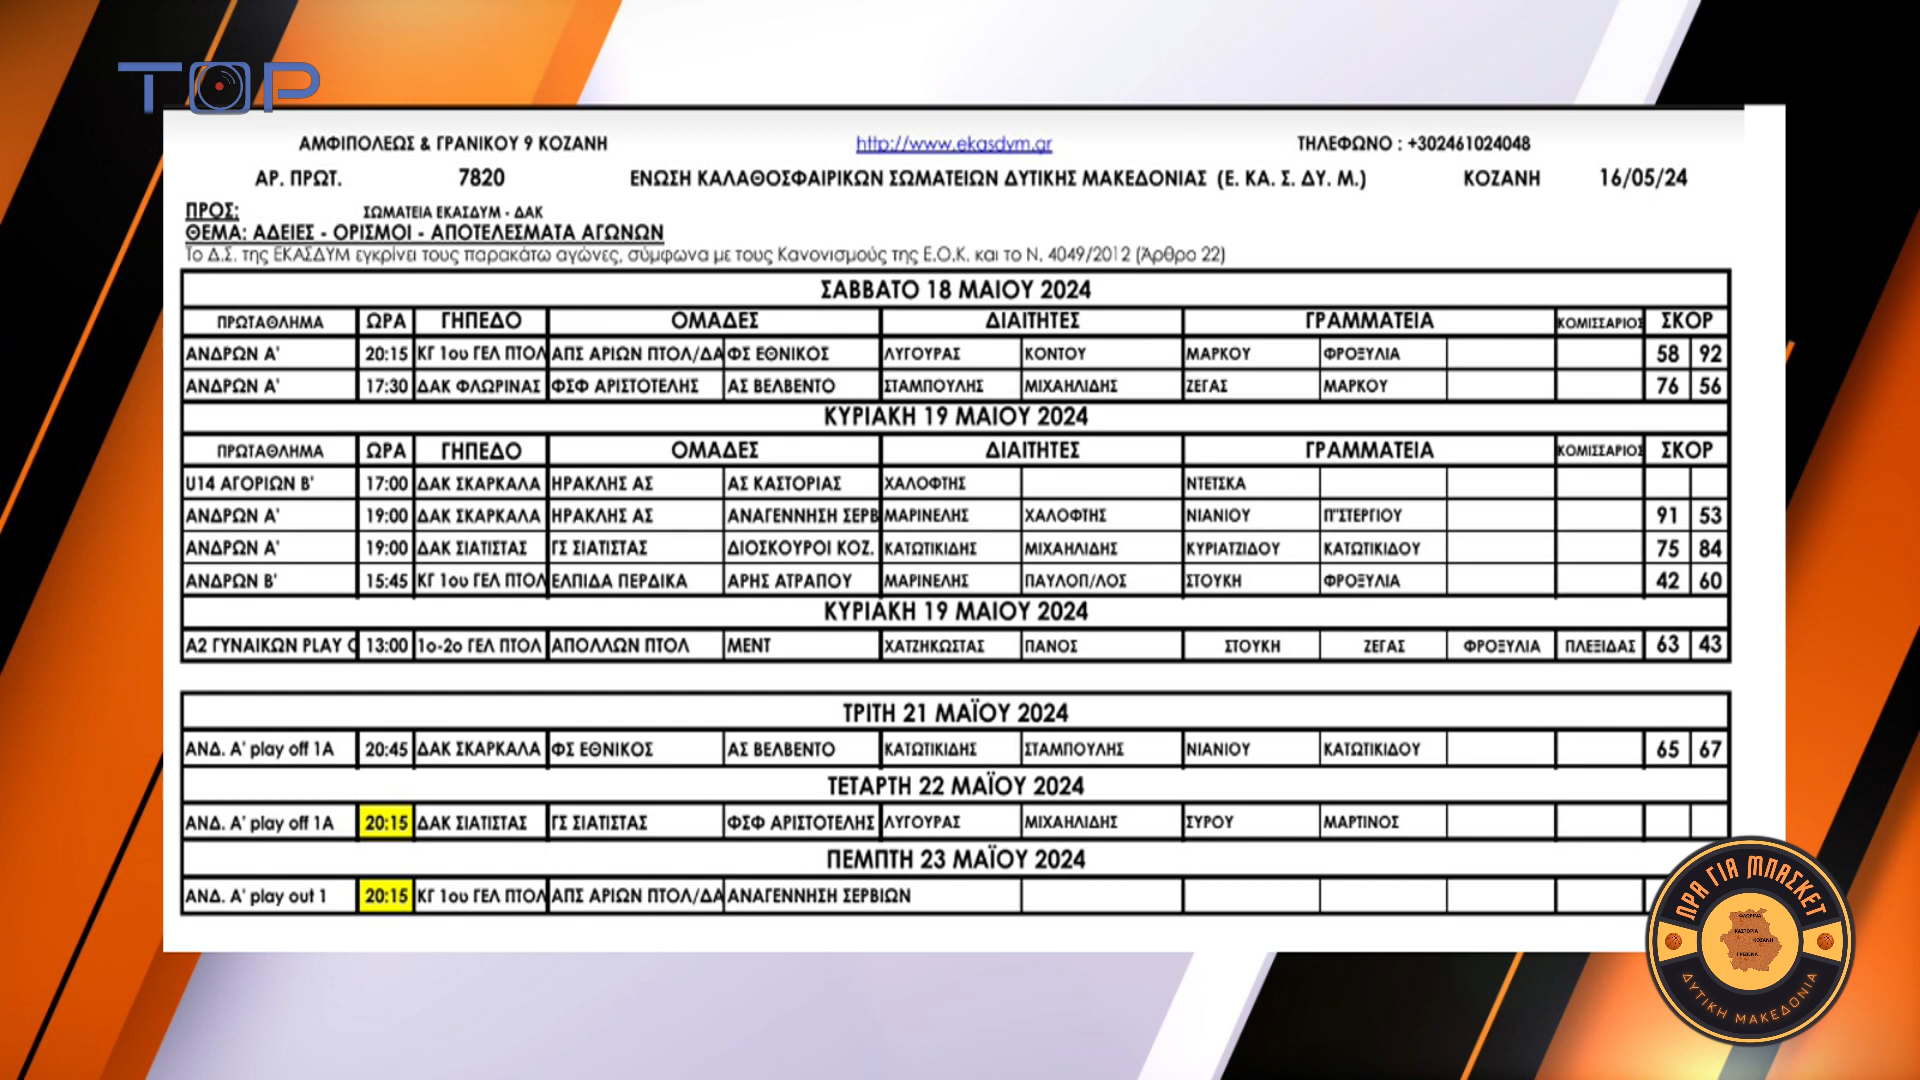 TOP
ΑΜΦΙΠΟΛΕΩΣ & ΓΡΑΝΙΚΟΥ 9 ΚΟΖΑΝΗ http://www.ekasdym.gr ΤΗΛΕΦΩΝΟ : +302461024048
ΑΡ. ΠΡΩΤ. 7820 ΕΝΩΣΗ ΚΑΛΑΘΟΣΦΑΙΡΙΚΩΝ ΣΩΜΑΤΕΙΩΝ ΔΥΤΙΚΗΣ ΜΑΚΕΔΟΝΙΑΣ (Ε. ΚΑ. Σ. ΔΥ. Μ.) ΚΟΖΑΝΗ 16/05/24
ΠΡΟΣ: ΣΩΜΑΤΕΙΑ ΕΚΑΣΔΥΜ - ΔΑΚ
ΘΕΜΑ: ΑΔΕΙΕΣ - ΟΡΙΣΜΟΙ - ΑΠΟΤΕΛΕΣΜΑΤΑ ΑΓΩΝΩΝ
Το Δ.Σ. της ΕΚΑΣΔΥΜ εγκρίνει τους παρακάτω αγώνες, σύμφωνα με τους Κανονισμούς της Ε.Ο.Κ. και το Ν. 4049/2012 (Άρθρο 22)
ΣΑΒΒΑΤΟ 18 ΜΑΙΟΥ 2024
ΠΡΩΤΑΘΛΗΜΑ ΩΡΑ ΓΗΠΕΔΟ ΟΜΑΔΕΣ ΔΙΑΙΤΗΤΕΣ ΓΡΑΜΜΑΤΕΙΑ ΚΟΜΙΣΣΑΡΙΟΣ ΣΚΟΡ
ΑΝΔΡΩΝ Α' 20:15 ΚΓ 1ου ΓΕΛ ΠΤΟΛ ΑΠΣ ΑΡΙΩΝ ΠΤΟΛ/ΔΑ ΦΣ ΕΘΝΙΚΟΣ ΛΥΓΟΥΡΑΣ ΚΟΝΤΟΥ ΜΑΡΚΟΥ ΦΡΟΞΥΛΙΑ 58 92
ΑΝΔΡΩΝ Α' 17:30 ΔΑΚ ΦΛΩΡΙΝΑΣ ΦΣΦ ΑΡΙΣΤΟΤΕΛΗΣ ΑΣ ΒΕΛΒΕΝΤΟ ΣΤΑΜΠΟΥΛΗΣ ΜΙΧΑΗΛΙΔΗΣ ΖΕΓΑΣ ΜΑΡΚΟΥ 76 56
ΚΥΡΙΑΚΗ 19 ΜΑΙΟΥ 2024
ΠΡΩΤΑΘΛΗΜΑ ΩΡΑ ΓΗΠΕΔΟ ΟΜΑΔΕΣ ΔΙΑΙΤΗΤΕΣ ΓΡΑΜΜΑΤΕΙΑ ΚΟΜΙΣΣΑΡΙΟΣ ΣΚΟΡ
U14 ΑΓΟΡΙΩΝ Β' 17:00 ΔΑΚ ΣΚΑΡΚΑΛΑ ΗΡΑΚΛΗΣ ΑΣ ΑΣ ΚΑΣΤΟΡΙΑΣ ΧΑΛΟΦΤΗΣ ΝΤΕΤΣΚΑ
ΑΝΔΡΩΝ Α' 19:00 ΔΑΚ ΣΚΑΡΚΑΛΑ ΗΡΑΚΛΗΣ ΑΣ ΑΝΑΓΕΝΝΗΣΗ ΣΕΡΒ ΜΑΡΙΝΕΛΗΣ ΧΑΛΟΦΤΗΣ ΝΙΑΝΙΟΥ Π"ΣΤΕΡΓΙΟΥ 91 53
ΑΝΔΡΩΝ Α' 19:00 ΔΑΚ ΣΙΑΤΙΣΤΑΣ ΓΣ ΣΙΑΤΙΣΤΑΣ ΔΙΟΣΚΟΥΡΟΙ ΚΟΖ. ΚΑΤΩΤΙΚΙΔΗΣ ΜΙΧΑΗΛΙΔΗΣ ΚΥΡΙΑΤΖΙΔΟΥ ΚΑΤΩΤΙΚΙΔΟΥ 75 84
ΑΝΔΡΩΝ Β' 15:45 ΚΓ 1ου ΓΕΛ ΠΤΟΛ ΕΛΠΙΔΑ ΠΕΡΔΙΚΑ ΑΡΗΣ ΑΤΡΑΠΟΥ ΜΑΡΙΝΕΛΗΣ ΠΑΥΛΟΠ/ΛΟΣ ΣΤΟΥΚΗ ΦΡΟΞΥΛΙΑ 42 60
ΚΥΡΙΑΚΗ 19 ΜΑΙΟΥ 2024
Α2 ΓΥΝΑΙΚΩΝ PLAY 13:00 1ο-2ο ΓΕΛ ΠΤΟΛ ΑΠΟΛΛΩΝ ΠΤΟΛ ΜΕΝΤ ΧΑΤΖΗΚΩΣΤΑΣ ΠΑΝΟΣ ΣΤΟΥΚΗ ΖΕΓΑΣ ΦΡΟΞΥΛΙΑ ΠΛΕΞΙΔΑΣ 63 43
ΤΡΙΤΗ 21 ΜΑΪΟΥ 2024
ΑΝΔ. Α' play off 1Α 20:45 ΔΑΚ ΣΚΑΡΚΑΛΑ ΦΣ ΕΘΝΙΚΟΣ ΑΣ ΒΕΛΒΕΝΤΟ ΚΑΤΩΤΙΚΙΔΗΣ ΣΤΑΜΠΟΥΛΗΣ ΝΙΑΝΙΟΥ ΚΑΤΩΤΙΚΙΔΟΥ 65 67
ΤΕΤΑΡΤΗ 22 ΜΑΪΟΥ 2024
ΑΝΔ. Α' play off 1Α 20:15 ΔΑΚ ΣΙΑΤΙΣΤΑΣ ΓΣ ΣΙΑΤΙΣΤΑΣ ΦΣΦ ΑΡΙΣΤΟΤΕΛΗΣ ΛΥΓΟΥΡΑΣ ΜΙΧΑΗΛΙΔΗΣ ΣΥΡΟΥ ΜΑΡΤΙΝΟΣ
ΠΕΜΠΤΗ 23 ΜΑΪΟΥ 2024
ΑΝΔ. Α' play out 1 20:15 ΚΓ 1ου ΓΕΛ ΠΤΟΛ ΑΠΣ ΑΡΙΩΝ ΠΤΟΛ/ΔΑ ΑΝΑΓΕΝΝΗΣΗ ΣΕΡΒΙΩΝ
ΩΡΑ ΓΙΑ ΜΠΑΣΚΕΤ
ΦΛΩΡΙΝΑ
ΚΑΣΤΟΡΙΑ
ΚΟΖΑΝΗ
ΓΡΕΒΕΝΑ
ΔΥΤΙΚΗ ΜΑΚΕΔΟΝΙΑ